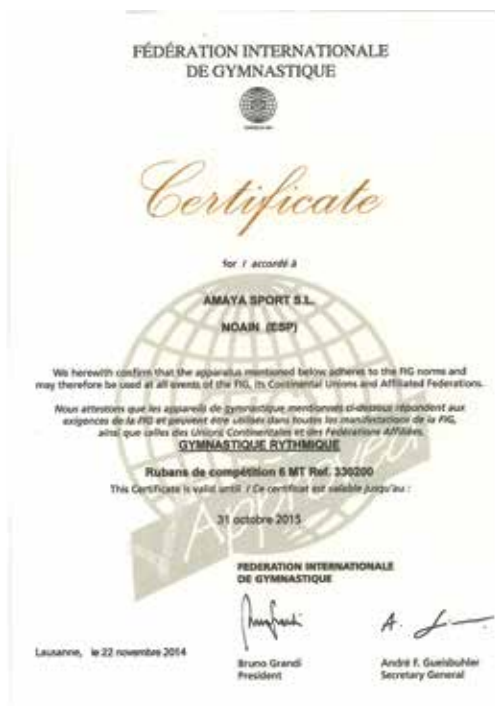 FÉDÉRATION INTERNATIONALE
DE GYMNASTIQUE
Certificate
for / accordé à
AMAYA SPORT S.L.
NOAIN (ESP)
We herewith confirm that the apparatus mentioned below adheres to the FIG norms and
may therefore be used at all events of the FIG, its Continental Unions and Affiliated Federations.
Nous attestons que les appareils de gymnastique mentionnés ci-dessous répondent aux
exigences de la FIG et peuvent être utilisés dans toutes les manifestations de la FIG,
ainsi que celles des Unions Continentales et des Fédérations Affiliées.
GYMNASTIQUE RYTHMIQUE
Rubans de compétition 6 MT Ref. 330200
This Certificate is valid until / Ce certificat est valable jusqu'au :
31 octobre 2015
FEDERATION INTERNATIONALE
DE GYMNASTIQUE
Lausanne, le 22 novembre 2014
Bruno Grandi
President
André F. Gueisbuhler
Secretary General